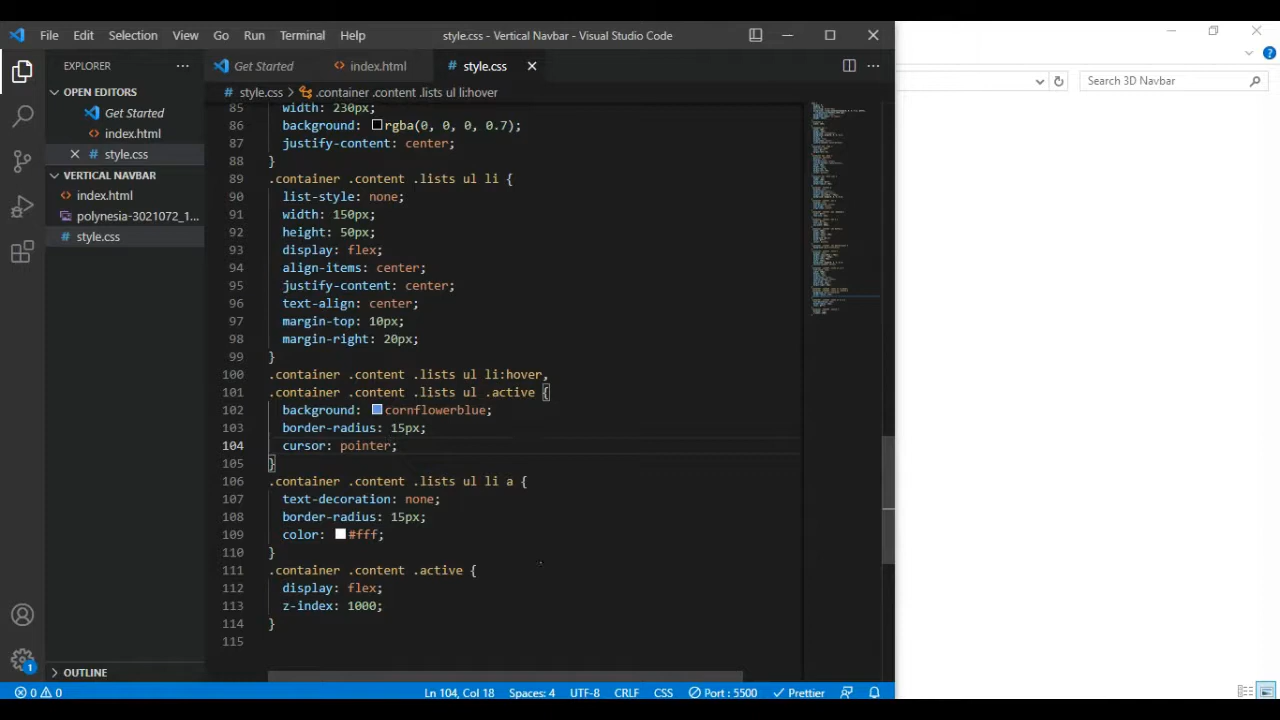 File Edit Selection View Go Run Terminal Help
style.css - Vertical Navbar - Visual Studio Code
EXPLORER
Get Started
index.html
# style.css
Search 3D Navbar
OPEN EDITORS
Get Started
index.html
# style.css
VERTICAL NAVBAR
index.html
polynesia-3021072_1...
# style.css
OUTLINE
# style.css > .container .content .lists ul li:hover
85 width: 230px;
86 background: rgba(0, 0, 0, 0.7);
87 justify-content: center;
88 }
89 .container .content .lists ul li {
90 list-style: none;
91 width: 150px;
92 height: 50px;
93 display: flex;
94 align-items: center;
95 justify-content: center;
96 text-align: center;
97 margin-top: 10px;
98 margin-right: 20px;
99 }
100 .container .content .lists ul li:hover,
101 .container .content .lists ul .active {
102 background: cornflowerblue;
103 border-radius: 15px;
104 cursor: pointer;
105 }
106 .container .content .lists ul li a {
107 text-decoration: none;
108 border-radius: 15px;
109 color: #fff;
110 }
111 .container .content .active {
112 display: flex;
113 z-index: 1000;
114 }
115
1
0 0 Ln 104, Col 18 Spaces: 4 UTF-8 CRLF CSS Port : 5500 Prettier